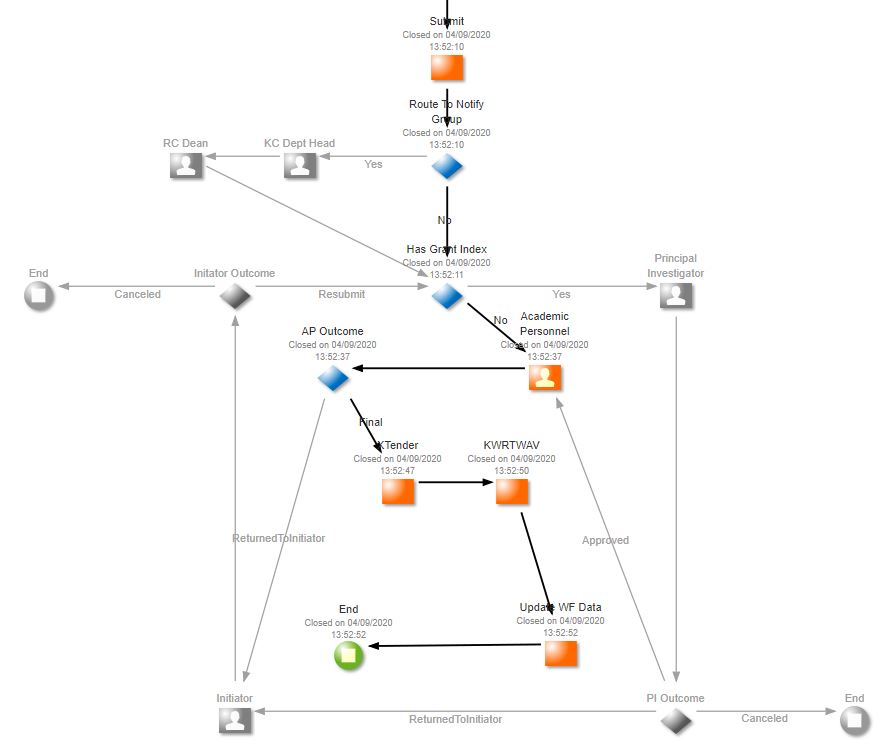 Submit
Closed on 04/09/2020
13:52:10
Route To Notify
Group
Closed on 04/09/2020
13:52:10
RC Dean
KC Dept Head
Yes
No
Has Grant Index
Closed on 04/09/2020
13:52:11
Principal
Investigator
End
Canceled
Initator Outcome
Resubmit
Yes
No
Academic
Personnel
Closed on 04/09/2020
13:52:37
AP Outcome
Closed on 04/09/2020
13:52:37
Final
XTender
Closed on 04/09/2020
13:52:47
KWRTWAV
Closed on 04/09/2020
13:52:50
ReturnedToInitiator
Approved
End
Closed on 04/09/2020
13:52:52
Update WF Data
Closed on 04/09/2020
13:52:52
Initiator
ReturnedToInitiator
PI Outcome
Canceled
End